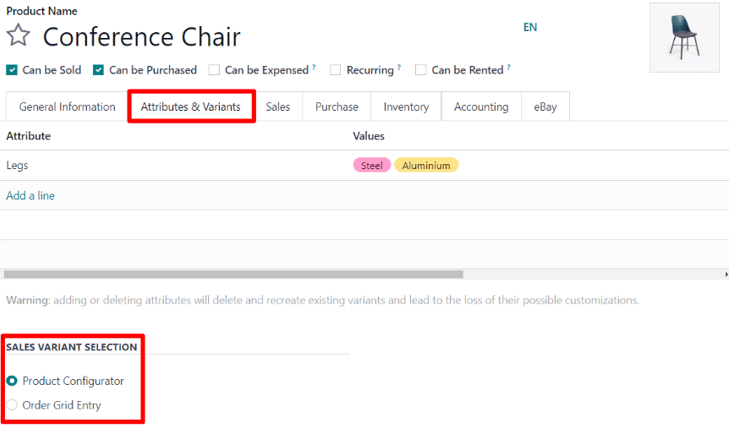 Product Name
Conference Chair
EN
Can be Sold Can be Purchased Can be Expensed ? Recurring ? Can be Rented ?
General Information Attributes & Variants Sales Purchase Inventory Accounting eBay
Attribute Values
Legs Steel Aluminium
Add a line
Warning: adding or deleting attributes will delete and recreate existing variants and lead to the loss of their possible customizations.
SALES VARIANT SELECTION
Product Configurator
Order Grid Entry